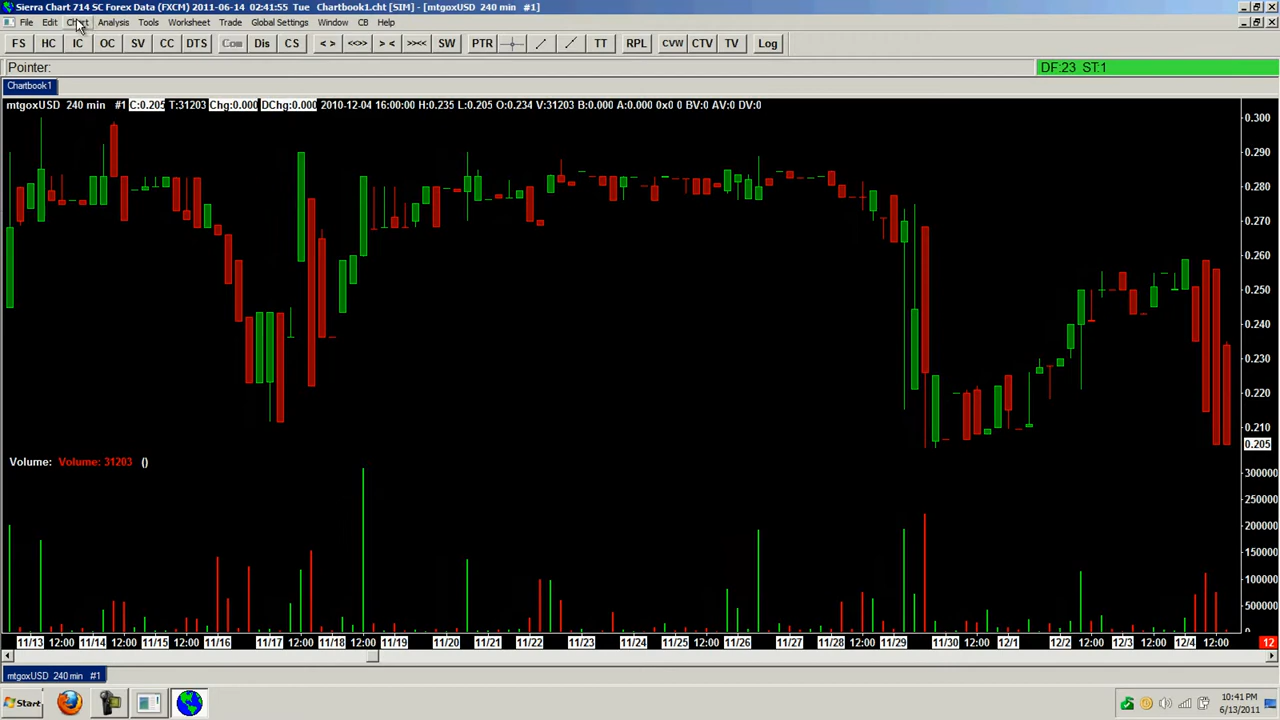 Sierra Chart 714 SC Forex Data (FXCM) 2011-06-14 02:41:55 Tue Chartbook1.cht [SIM] - [mtgoxUSD 240 min #1]
File Edit Chart Analysis Tools Worksheet Trade Global Settings Window CB Help
FS HC IC OC SV CC DTS Com Dis CS < > <<>> > < >><< SW PTR TT RPL CVW CTV TV Log
Pointer: DF:23 ST:1
Chartbook1
mtgoxUSD 240 min #1 C:0.205 T:31203 Chg:0.000 DChg:0.000 2010-12-04 16:00:00 H:0.235 L:0.205 O:0.234 V:31203 B:0.000 A:0.000 0x0 0 BV:0 AV:0 DV:0
0.300
0.290
0.280
0.270
0.260
0.250
0.240
0.230
0.220
0.210
0.205
Volume: Volume: 31203 ()
300000
250000
200000
150000
100000
500000
0
11/13 12:00 11/14 12:00 11/15 12:00 11/16 11/17 12:00 11/18 12:00 11/19 11/20 11/21 11/22 11/23 11/24 11/25 11/26 11/27 11/28 11/29 11/30 12:00 12/1 12/2 12:00 12/3 12:00 12/4 12:00 12
mtgoxUSD 240 min #1
Start 10:41 PM
6/13/2011